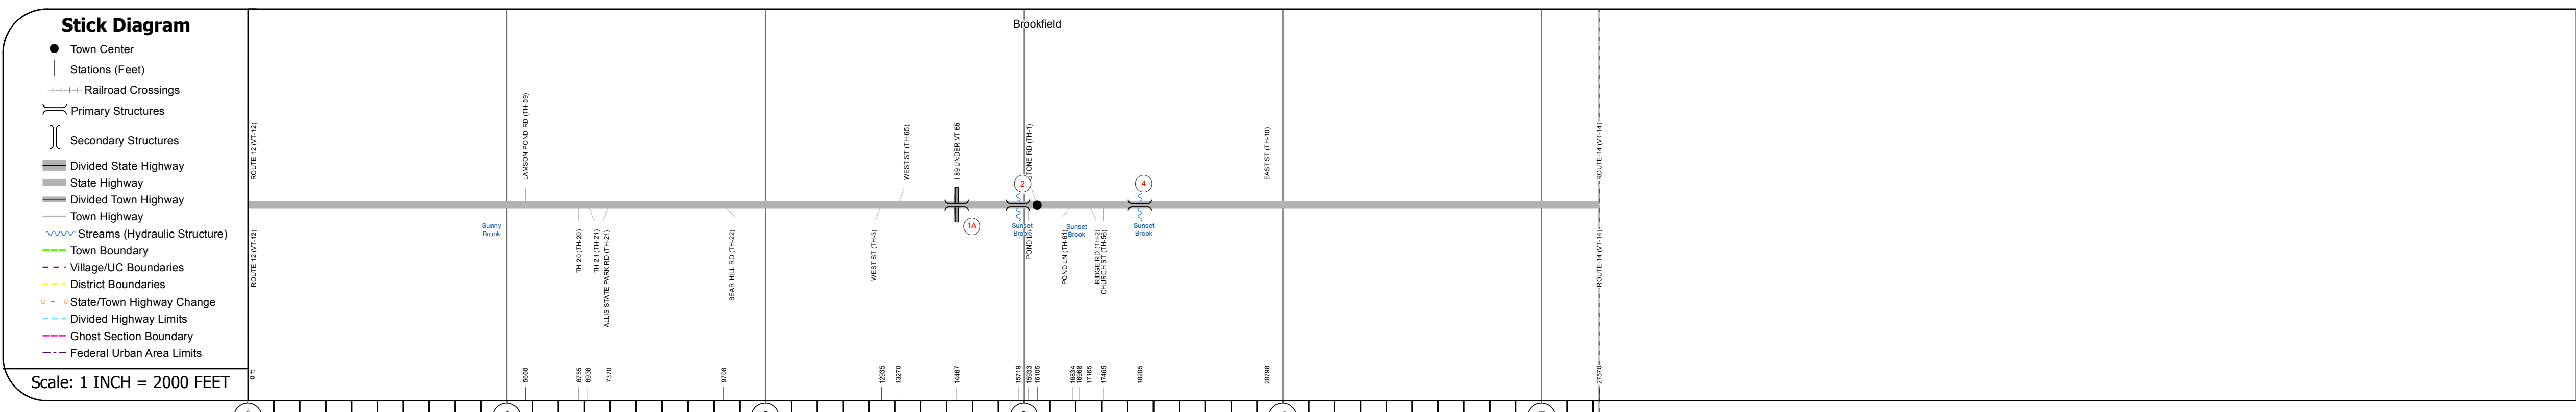 Stick Diagram
Town Center
Stations (Feet)
Railroad Crossings
Primary Structures
Secondary Structures
Divided State Highway
State Highway
Divided Town Highway
Town Highway
Streams (Hydraulic Structure)
Town Boundary
Village/UC Boundaries
District Boundaries
State/Town Highway Change
Divided Highway Limits
Ghost Section Boundary
Federal Urban Area Limits
Scale: 1 INCH = 2000 FEET
Brookfield
ROUTE 12 (VT-12)
LAMSON POND RD (TH-59)
WEST ST (TH-65)
I 89 UNDER VT 65
STONE RD (TH-1)
EAST ST (TH-10)
ROUTE-14 (VT-14)
2
4
1A
Sunny
Brook
Sunset
Brook
Sunset
Brook
Sunset
Brook
ROUTE 12 (VT-12)
TH 20 (TH-20)
TH 21 (TH-21)
ALLIS STATE PARK RD (TH-21)
BEAR HILL RD (TH-22)
WEST ST (TH-3)
POND
POND LN (TH-61)
RIDGE RD (TH-2)
CHURCH ST (TH-56)
ROUTE-14 (VT-14)
0 ft
5660
6755
6936
7370
9708
12935
13270
14467
15719
15933
16105
16834
16968
17165
17465
18205
20798
27570